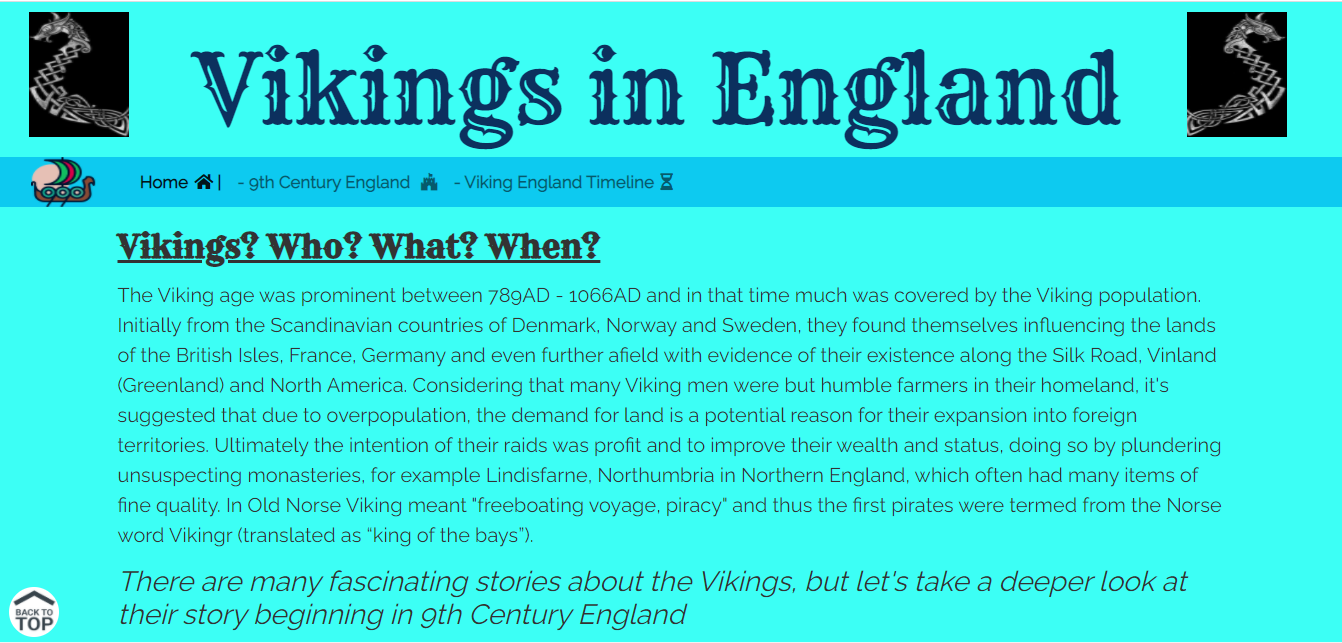 Vikings in England
Home | - 9th Century England - Viking England Timeline
Vikings? Who? What? When?
The Viking age was prominent between 789AD - 1066AD and in that time much was covered by the Viking population.
Initially from the Scandinavian countries of Denmark, Norway and Sweden, they found themselves influencing the lands
of the British Isles, France, Germany and even further afield with evidence of their existence along the Silk Road, Vinland
(Greenland) and North America. Considering that many Viking men were but humble farmers in their homeland, it's
suggested that due to overpopulation, the demand for land is a potential reason for their expansion into foreign
territories. Ultimately the intention of their raids was profit and to improve their wealth and status, doing so by plundering
unsuspecting monasteries, for example Lindisfarne, Northumbria in Northern England, which often had many items of
fine quality. In Old Norse Viking meant "freeboating voyage, piracy" and thus the first pirates were termed from the Norse
word Vikingr (translated as “king of the bays”).
There are many fascinating stories about the Vikings, but let's take a deeper look at
their story beginning in 9th Century England
BACK TO
TOP